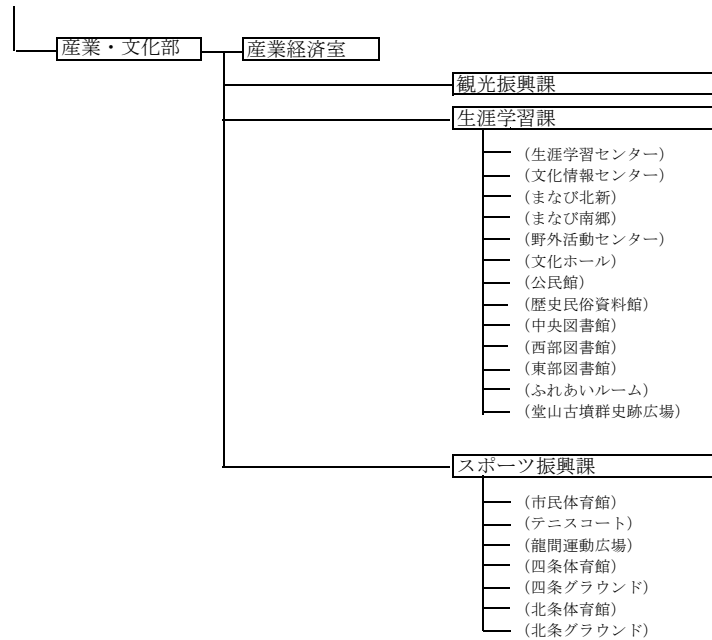 産業・文化部
産業経済室
観光振興課
生涯学習課
（生涯学習センター）
（文化情報センター）
（まなび北新）
（まなび南郷）
（野外活動センター）
（文化ホール）
（公民館）
（歴史民俗資料館）
（中央図書館）
（西部図書館）
（東部図書館）
（ふれあいルーム）
（堂山古墳群史跡広場）
スポーツ振興課
（市民体育館）
（テニスコート）
（龍間運動広場）
（四条体育館）
（四条グラウンド）
（北条体育館）
（北条グラウンド）